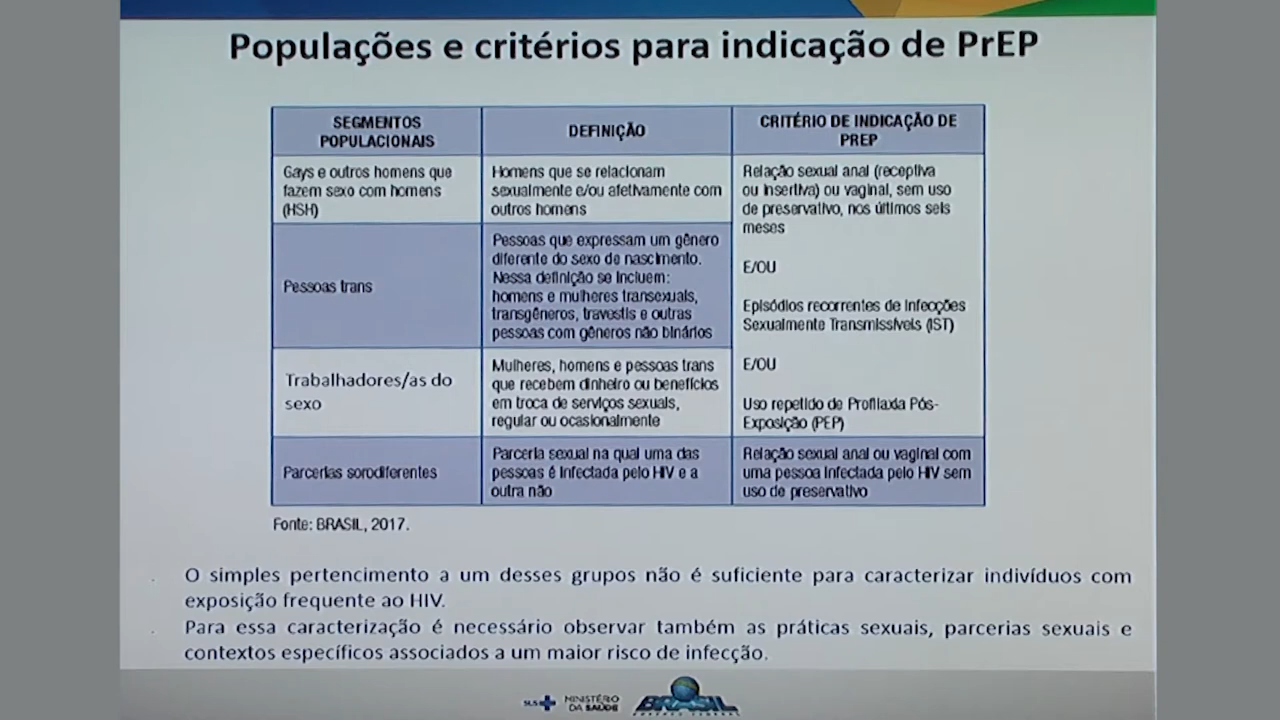 Populações e critérios para indicação de PrEP
SEGMENTOS
POPULACIONAIS
DEFINIÇÃO
CRITÉRIO DE INDICAÇÃO DE
PREP
Gays e outros homens que
fazem sexo com homens
(HSH)
Homens que se relacionam
sexualmente e/ou afetivamente com
outros homens
Relação sexual anal (receptiva
ou insertiva) ou vaginal, sem uso
de preservativo, nos últimos seis
meses
E/OU
Episódios recorrentes de Infecções
Sexualmente Transmissíveis (IST)
E/OU
Uso repetido de Profilaxia Pós-
Exposição (PEP)
Pessoas trans
Pessoas que expressam um gênero
diferente do sexo de nascimento.
Nessa definição se incluem:
homens e mulheres transexuais,
transgêneros, travestis e outras
pessoas com gêneros não binários
Trabalhadores/as do
sexo
Mulheres, homens e pessoas trans
que recebem dinheiro ou benefícios
em troca de serviços sexuais,
regular ou ocasionalmente
Parcerias sorodiferentes
Parceria sexual na qual uma das
pessoas é infectada pelo HIV e a
outra não
Relação sexual anal ou vaginal com
uma pessoa infectada pelo HIV sem
uso de preservativo
Fonte: BRASIL, 2017.
O simples pertencimento a um desses grupos não é suficiente para caracterizar indivíduos com
exposição frequente ao HIV.
Para essa caracterização é necessário observar também as práticas sexuais, parcerias sexuais e
contextos específicos associados a um maior risco de infecção.
SUS
MINISTÉRIO
DA SAÚDE
BRASIL
GOVERNO FEDERAL